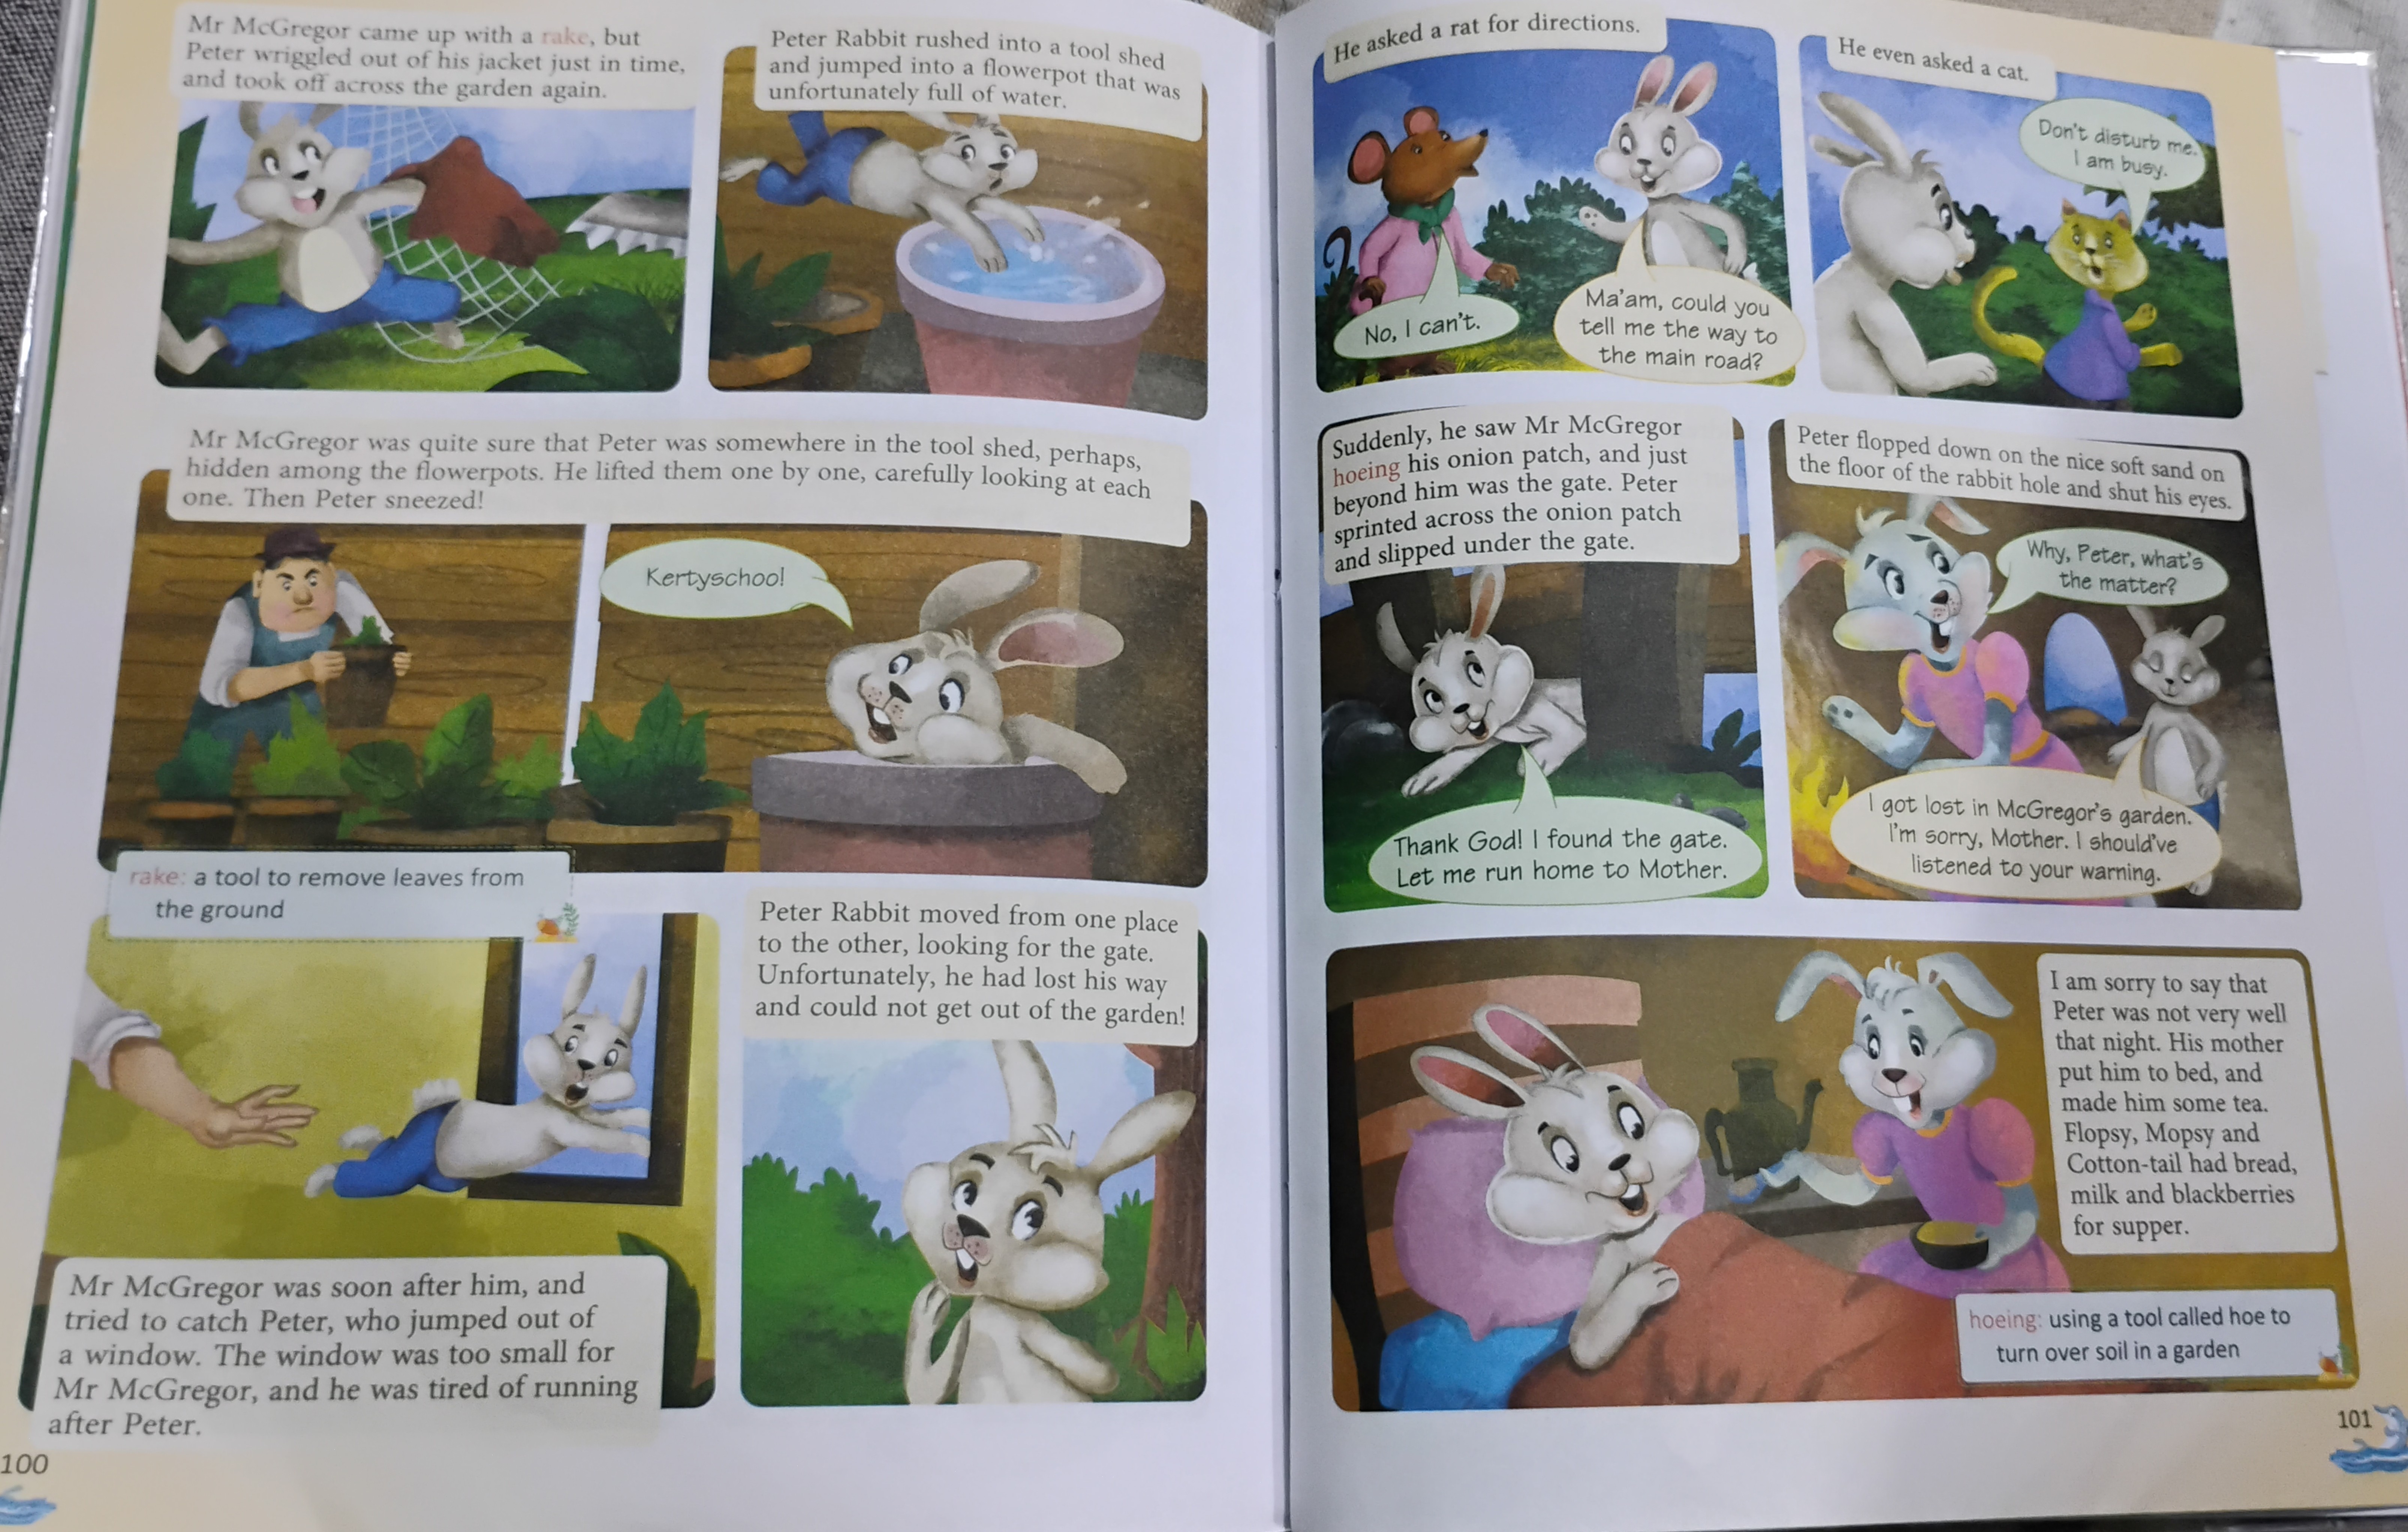 Mr McGregor came up with a rake, but
Peter wriggled out of his jacket just in time,
and took off across the garden again.
Peter Rabbit rushed into a tool shed
and jumped into a flowerpot that was
unfortunately full of water.
Mr McGregor was quite sure that Peter was somewhere in the tool shed, perhaps,
hidden among the flowerpots. He lifted them one by one, carefully looking at each
one. Then Peter sneezed!
Kertyschoo!
rake: a tool to remove leaves from
the ground
Mr McGregor was soon after him, and
tried to catch Peter, who jumped out of
a window. The window was too small for
Mr McGregor, and he was tired of running
after Peter.
Peter Rabbit moved from one place
to the other, looking for the gate.
Unfortunately, he had lost his way
and could not get out of the garden!
100
He asked a rat for directions.
Ma'am, could you
tell me the way to
the main road?
No, I can't.
He even asked a cat.
Don't disturb me.
I am busy.
Suddenly, he saw Mr McGregor
hoeing his onion patch, and just
beyond him was the gate. Peter
sprinted across the onion patch
and slipped under the gate.
Thank God! I found the gate.
Let me run home to Mother.
Peter flopped down on the nice soft sand on
the floor of the rabbit hole and shut his eyes.
Why, Peter, what's
the matter?
I got lost in McGregor's garden.
I'm sorry, Mother. I should've
listened to your warning.
I am sorry to say that
Peter was not very well
that night. His mother
put him to bed, and
made him some tea.
Flopsy, Mopsy and
Cotton-tail had bread,
milk and blackberries
for supper.
hoeing: using a tool called hoe to
turn over soil in a garden
101